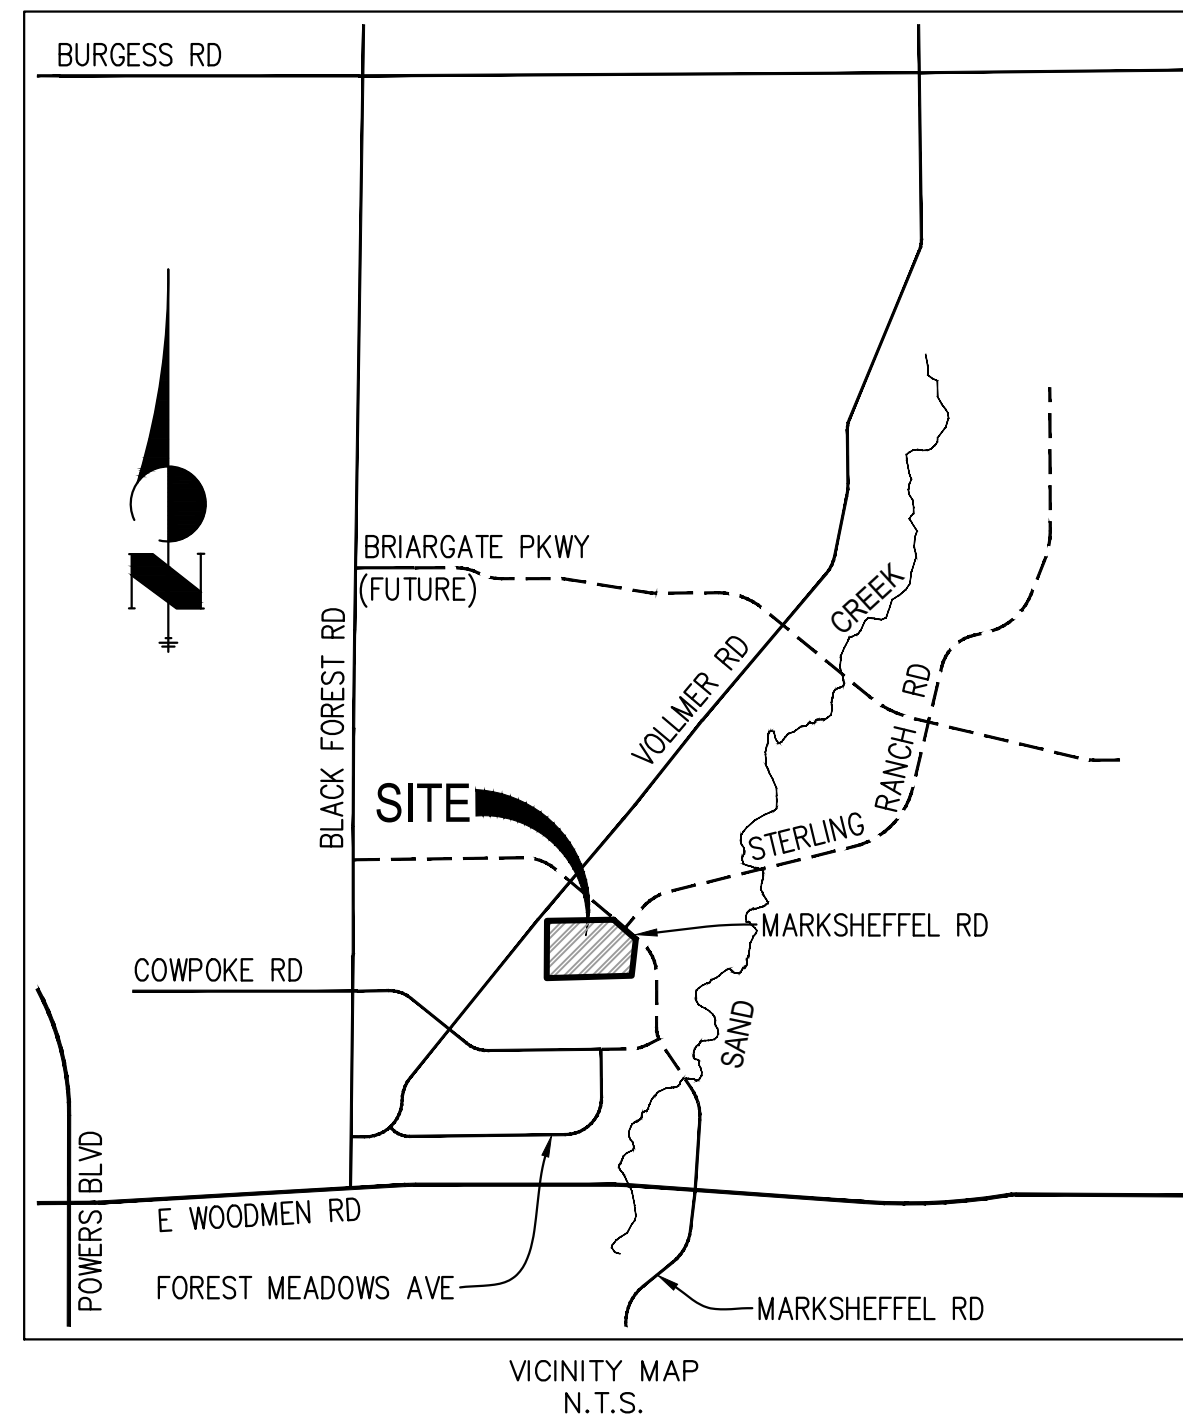 BURGESS RD
N
BRIARGATE PKWY
(FUTURE)
CREEK
BLACK FOREST RD
VOLLMER RD
STERLING RANCH RD
SITE
MARKSHEFFEL RD
COWPOKE RD
SAND
POWERS BLVD
E WOODMEN RD
FOREST MEADOWS AVE
MARKSHEFFEL RD
VICINITY MAP
N.T.S.